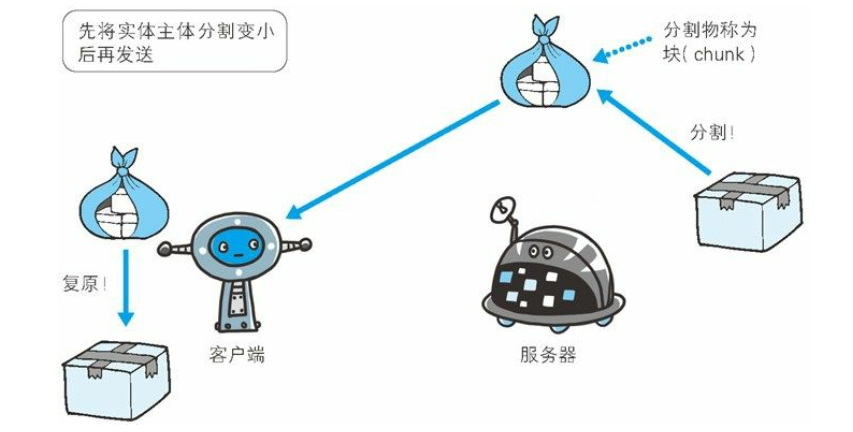 先将实体主体分割变小
后再发送
分割物称为
块( chunk )
分割!
复原!
客户端
服务器